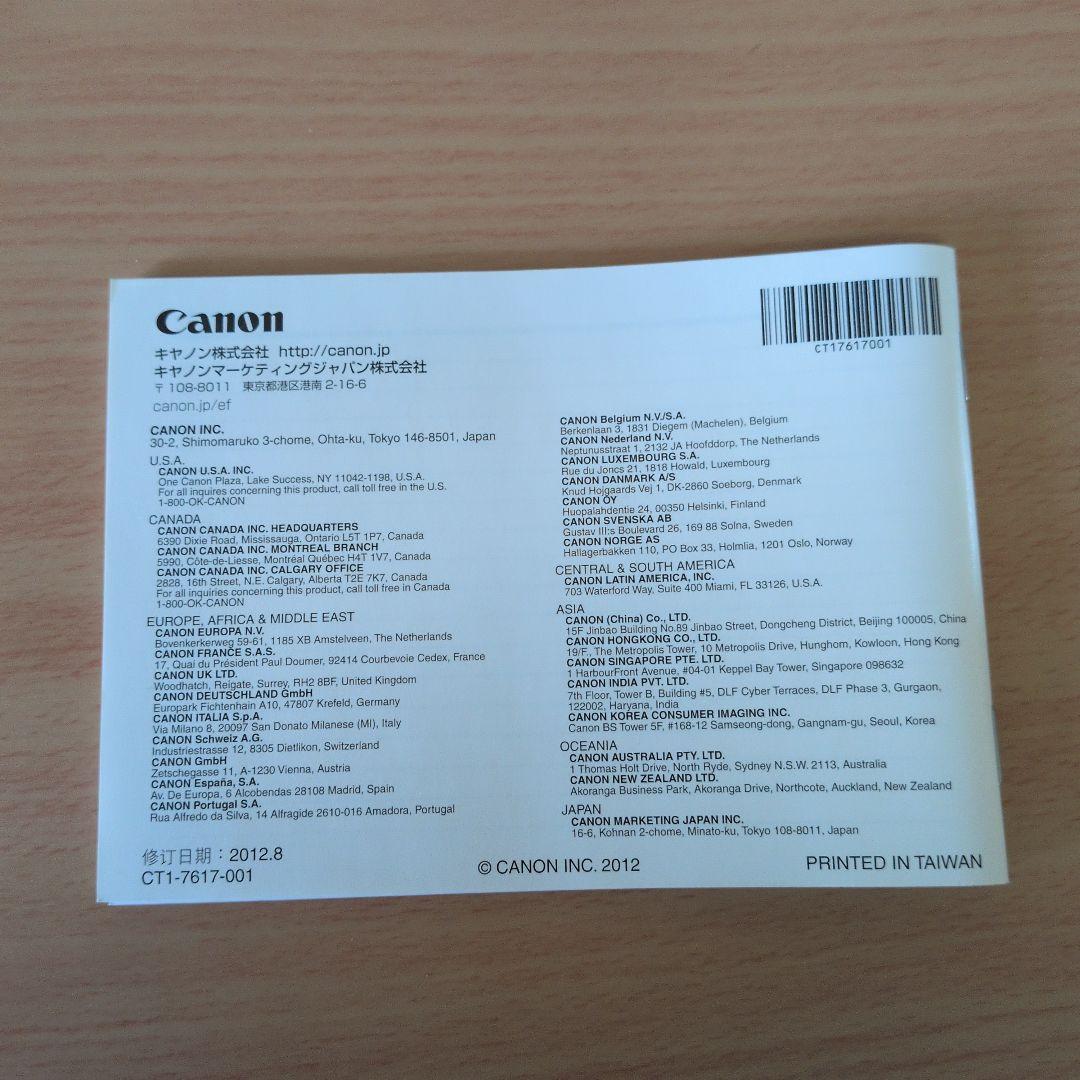 Canon
CT17617001
キヤノン株式会社 http://canon.jp
キヤノンマーケティングジャパン株式会社
〒108-8011 東京都港区港南 2-16-6
canon.jp/ef
CANON INC.
30-2, Shimomaruko 3-chome, Ohta-ku, Tokyo 146-8501, Japan
U.S.A.
CANON U.S.A. INC.
One Canon Plaza, Lake Success, NY 11042-1198, U.S.A.
For all inquires concerning this product, call toll free in the U.S.
1-800-OK-CANON
CANADA
CANON CANADA INC. HEADQUARTERS
6390 Dixie Road, Mississauga, Ontario L5T 1P7, Canada
CANON CANADA INC. MONTREAL BRANCH
5990, Côte-de-Liesse, Montréal Québec H4T 1V7, Canada
CANON CANADA INC. CALGARY OFFICE
2828, 16th Street, N.E. Calgary, Alberta T2E 7K7, Canada
For all inquiries concerning this product, call toll free in Canada
1-800-OK-CANON
EUROPE, AFRICA & MIDDLE EAST
CANON EUROPA N.V.
Bovenkerkerweg 59-61, 1185 XB Amstelveen, The Netherlands
CANON FRANCE S.A.S.
17, Quai du Président Paul Doumer, 92414 Courbevoie Cedex, France
CANON UK LTD.
Woodhatch, Reigate, Surrey, RH2 8BF, United Kingdom
CANON DEUTSCHLAND GmbH
Europark Fichtenhain A10, 47807 Krefeld, Germany
CANON ITALIA S.p.A.
Via Milano 8, 20097 San Donato Milanese (MI), Italy
CANON Schweiz A.G.
Industriestrasse 12, 8305 Dietlikon, Switzerland
CANON GmbH
Zetschegasse 11, A-1230 Vienna, Austria
CANON España, S.A.
Av. De Europa, 6 Alcobendas 28108 Madrid, Spain
CANON Portugal S.A.
Rua Alfredo da Silva, 14 Alfragide 2610-016 Amadora, Portugal
CANON Belgium N.V./S.A.
Berkenlaan 3, 1831 Diegem (Machelen), Belgium
CANON Nederland N.V.
Neptunusstraat 1, 2132 JA Hoofddorp, The Netherlands
CANON LUXEMBOURG S.A.
Rue du Joncs 21, 1818 Howald, Luxembourg
CANON DANMARK A/S
Knud Hojgaards Vej 1, DK-2860 Soeborg, Denmark
CANON OY
Huopalahdentie 24, 00350 Helsinki, Finland
CANON SVENSKA AB
Gustav III:s Boulevard 26, 169 88 Solna, Sweden
CANON NORGE AS
Hallagerbakken 110, PO Box 33, Holmlia, 1201 Oslo, Norway
CENTRAL & SOUTH AMERICA
CANON LATIN AMERICA, INC.
703 Waterford Way, Suite 400 Miami, FL 33126, U.S.A.
ASIA
CANON (China) Co., LTD.
15F Jinbao Building No.89 Jinbao Street, Dongcheng District, Beijing 100005, China
CANON HONGKONG CO., LTD.
19/F., The Metropolis Tower, 10 Metropolis Drive, Hunghom, Kowloon, Hong Kong
CANON SINGAPORE PTE. LTD.
1 HarbourFront Avenue, #04-01 Keppel Bay Tower, Singapore 098632
CANON INDIA PVT. LTD.
7th Floor, Tower B, Building #5, DLF Cyber Terraces, DLF Phase 3, Gurgaon,
122002, Haryana, India
CANON KOREA CONSUMER IMAGING INC.
Canon BS Tower 5F, #168-12 Samseong-dong, Gangnam-gu, Seoul, Korea
OCEANIA
CANON AUSTRALIA PTY. LTD.
1 Thomas Holt Drive, North Ryde, Sydney N.S.W. 2113, Australia
CANON NEW ZEALAND LTD.
Akoranga Business Park, Akoranga Drive, Northcote, Auckland, New Zealand
JAPAN
CANON MARKETING JAPAN INC.
16-6, Kohnan 2-chome, Minato-ku, Tokyo 108-8011, Japan
修订日期：2012.8
CT1-7617-001
© CANON INC. 2012
PRINTED IN TAIWAN